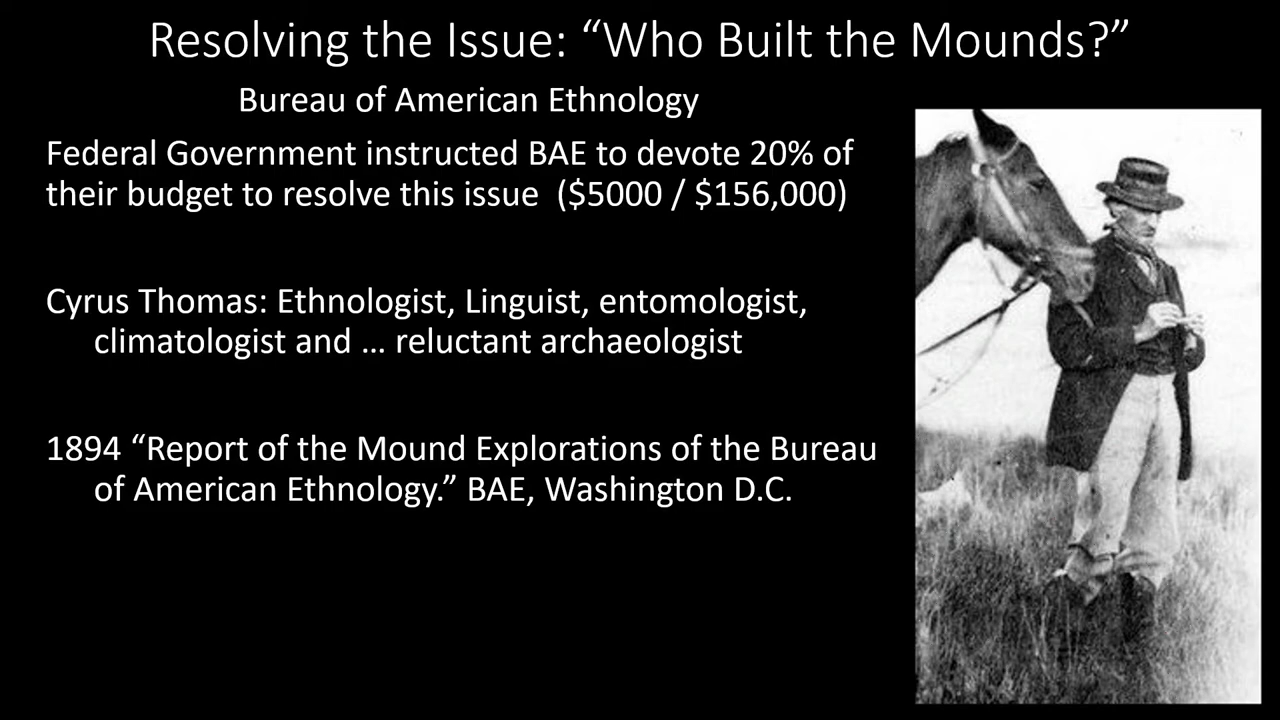 Resolving the Issue: “Who Built the Mounds?”
Bureau of American Ethnology
Federal Government instructed BAE to devote 20% of
their budget to resolve this issue ($5000 / $156,000)
Cyrus Thomas: Ethnologist, Linguist, entomologist,
climatologist and … reluctant archaeologist
1894 “Report of the Mound Explorations of the Bureau
of American Ethnology.” BAE, Washington D.C.